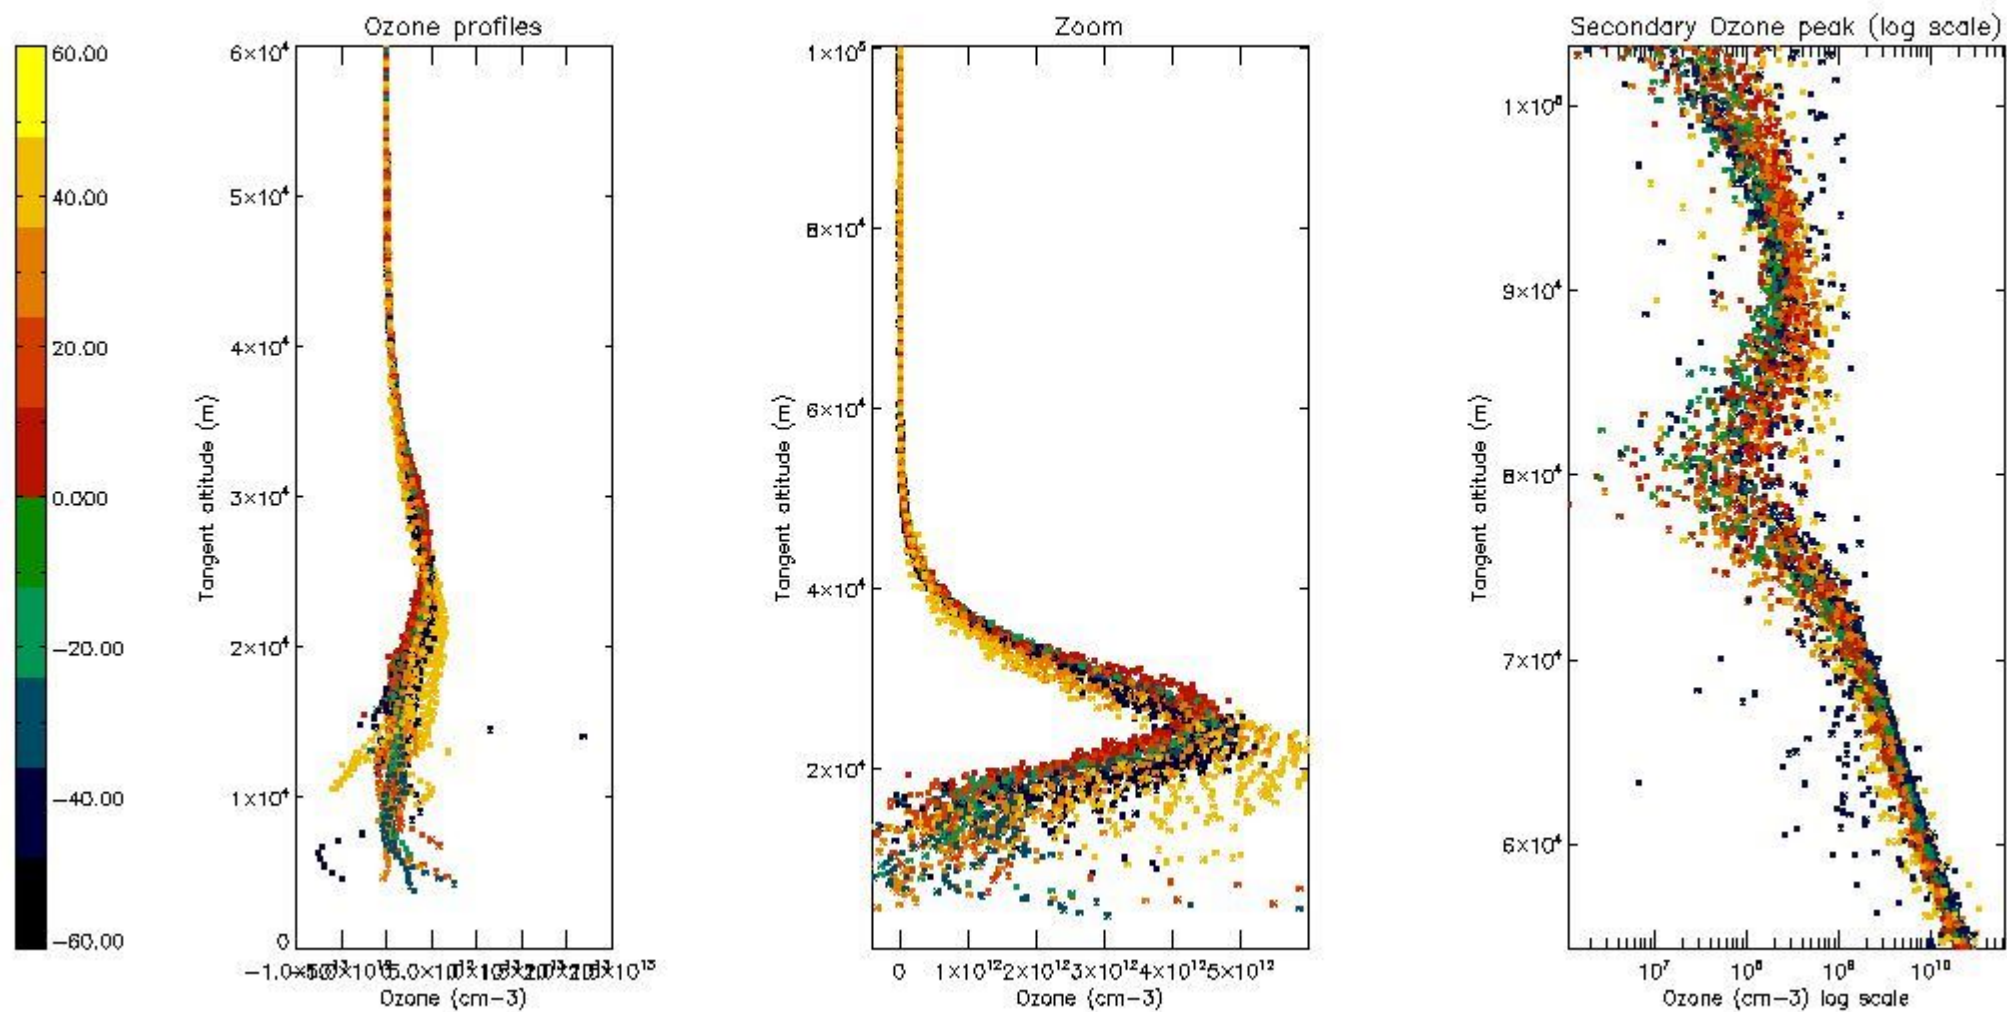 Ozone profiles
Zoom
Secondary Ozone peak (log scale)
60.00
40.00
20.00
0.000
−20.00
−40.00
−60.00
6×10⁴
5×10⁴
4×10⁴
3×10⁴
2×10⁴
1×10⁴
0
Tangent altitude (m)
Ozone (cm−3)
1×10⁵
8×10⁴
6×10⁴
4×10⁴
2×10⁴
Tangent altitude (m)
0 1×10¹² 2×10¹² 3×10¹² 4×10¹² 5×10¹²
Ozone (cm−3)
1×10⁵
9×10⁴
8×10⁴
7×10⁴
6×10⁴
Tangent altitude (m)
10⁷ 10⁸ 10⁹ 10¹⁰
Ozone (cm−3) log scale